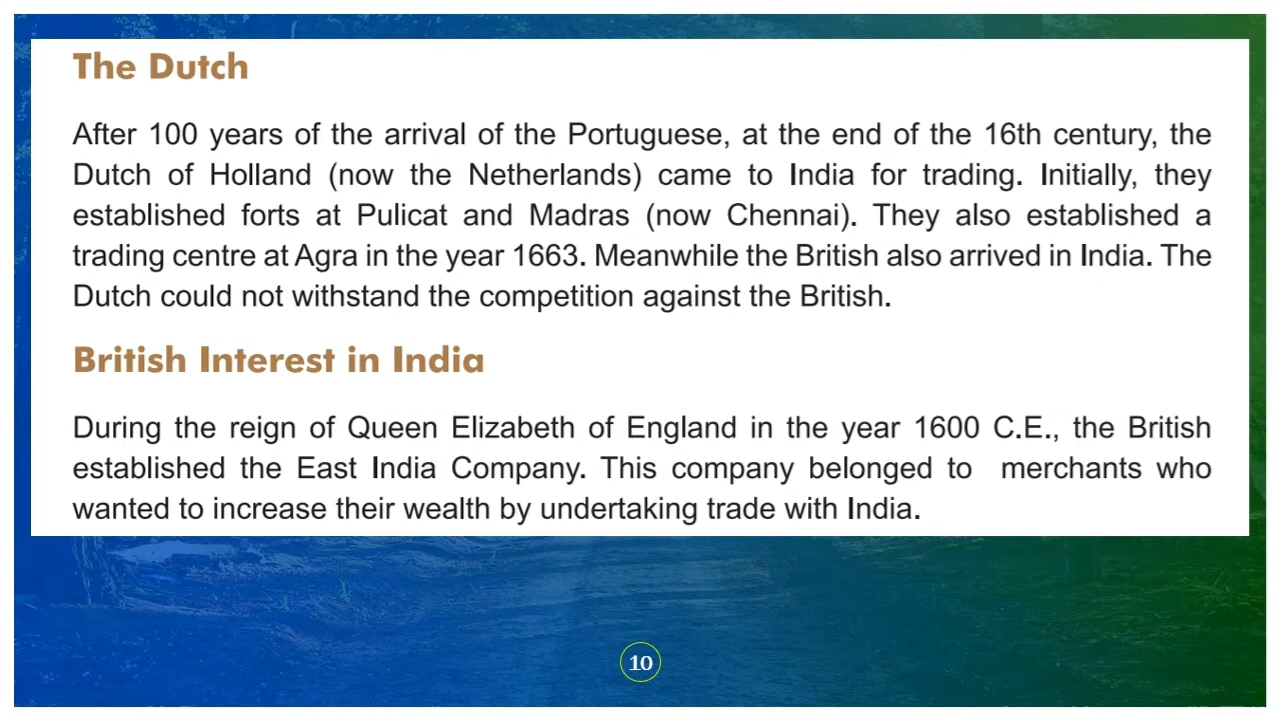 The Dutch
After 100 years of the arrival of the Portuguese, at the end of the 16th century, the
Dutch of Holland (now the Netherlands) came to India for trading. Initially, they
established forts at Pulicat and Madras (now Chennai). They also established a
trading centre at Agra in the year 1663. Meanwhile the British also arrived in India. The
Dutch could not withstand the competition against the British.
British Interest in India
During the reign of Queen Elizabeth of England in the year 1600 C.E., the British
established the East India Company. This company belonged to merchants who
wanted to increase their wealth by undertaking trade with India.
10